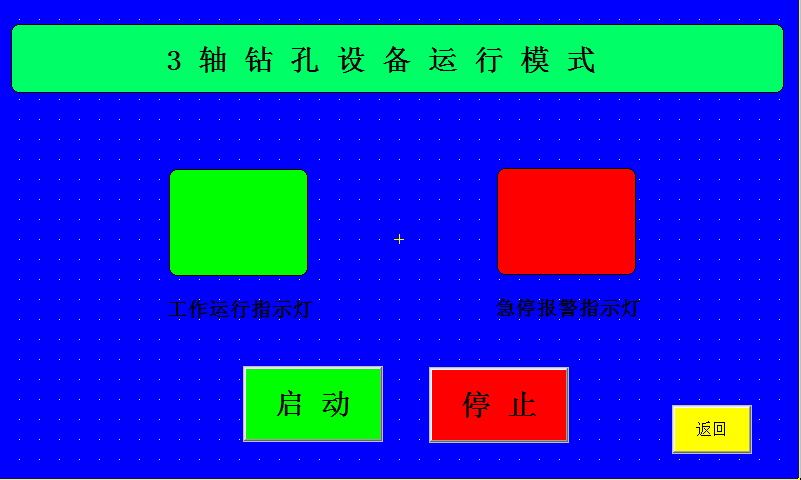 3 轴 钻 孔 设 备 运 行 模 式
工作运行指示灯
急停报警指示灯
启 动
停 止
返回